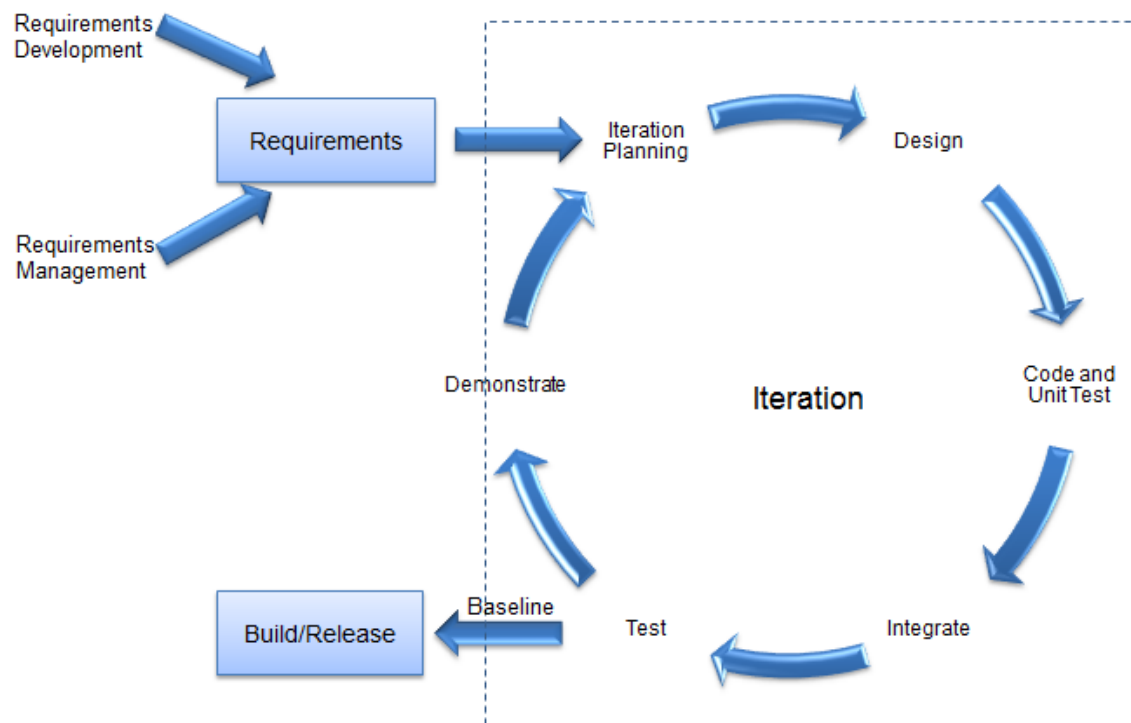 Requirements
Development
Requirements
Iteration
Planning
Design
Requirements
Management
Demonstrate
Iteration
Code and
Unit Test
Baseline
Build/Release
Test
Integrate